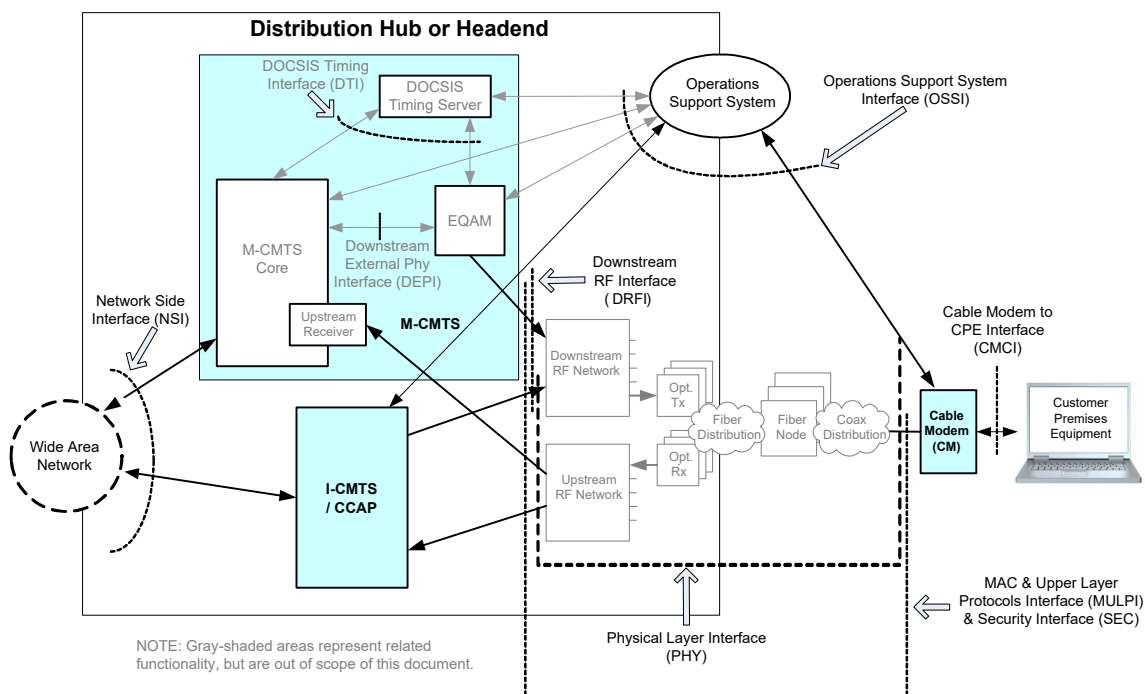 Distribution Hub or Headend
DOCSIS Timing
Interface (DTI)
DOCSIS
Timing Server
Operations
Support System
Operations Support System
Interface (OSSI)
M-CMTS
Core
EQAM
Downstream
External Phy
Interface (DEPI)
Upstream
Receiver
M-CMTS
Network Side
Interface (NSI)
Wide Area
Network
I-CMTS
/ CCAP
Downstream
RF Interface
( DRFI)
Downstream
RF Network
Opt.
Tx
Fiber
Distribution
Fiber
Node
Coax
Distribution
Opt.
Rx
Upstream
RF Network
Cable
Modem
(CM)
Cable Modem to
CPE Interface
(CMCI)
Customer
Premises
Equipment
MAC & Upper Layer
Protocols Interface (MULPI)
& Security Interface (SEC)
Physical Layer Interface
(PHY)
NOTE: Gray-shaded areas represent related
functionality, but are out of scope of this document.